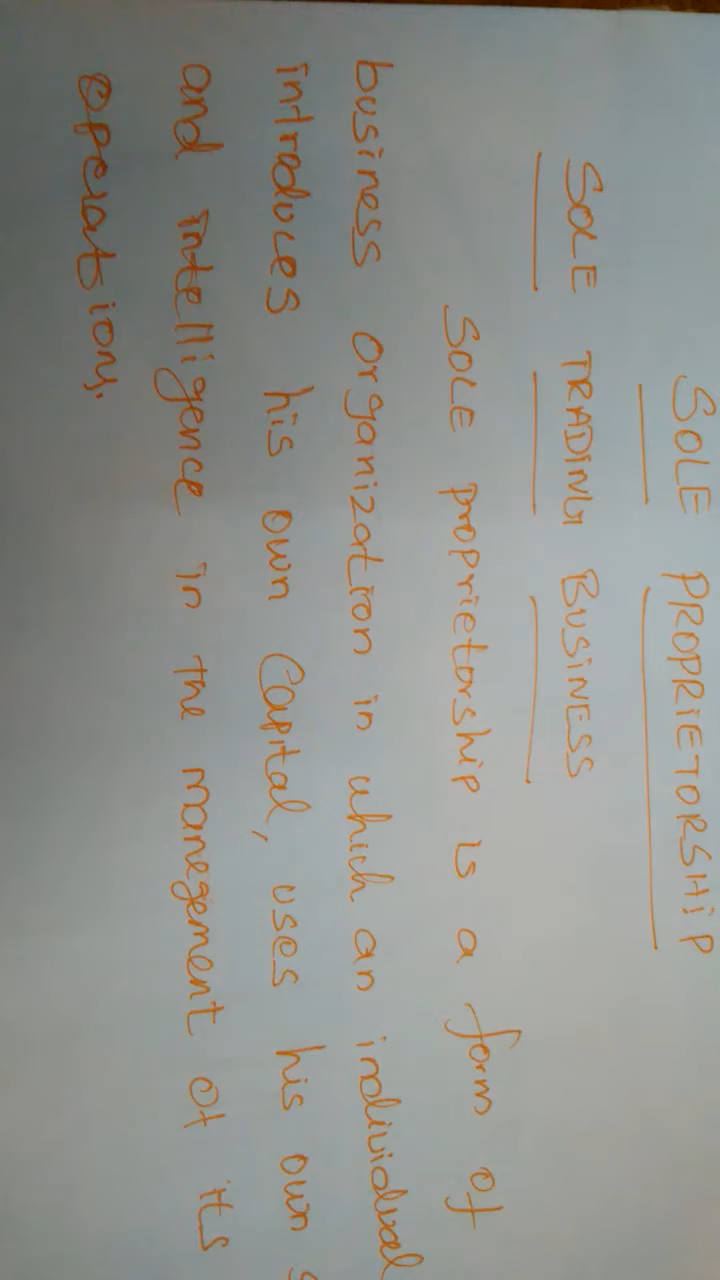 SOLE PROPRIETORSHIP
SOLE TRADING BUSINESS
SOLE proprietorship is a form of
business organization in which an individual
introduces his own Capital, uses his own
and intelligence in the manegement of its
operations.